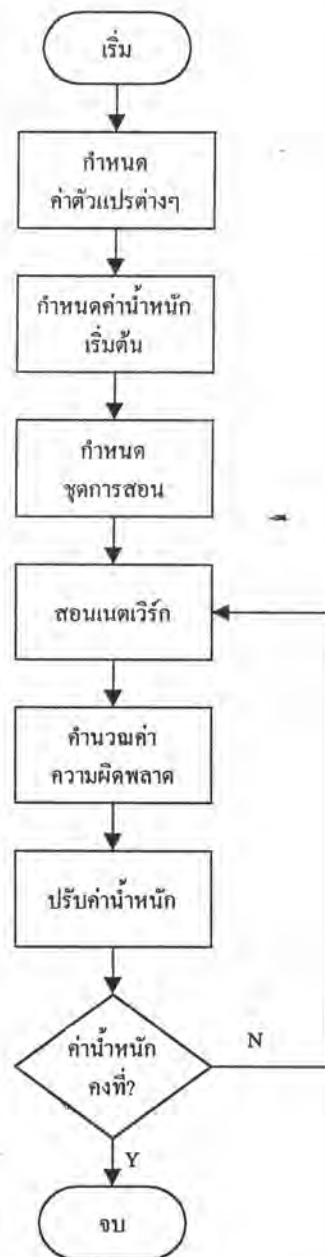 เริ่ม
กำหนด
ค่าตัวแปรต่างๆ
กำหนดค่าน้ำหนัก
เริ่มต้น
กำหนด
ชุดการสอน
สอนเนตเวิร์ก
คำนวณค่า
ความผิดพลาด
ปรับค่าน้ำหนัก
ค่าน้ำหนัก
คงที่?
N
Y
จบ